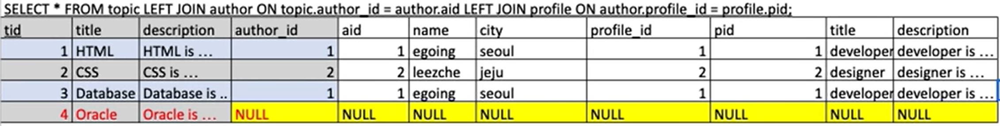 SELECT * FROM topic LEFT JOIN author ON topic.author_id = author.aid LEFT JOIN profile ON author.profile_id = profile.pid;
tid title description author_id aid name city profile_id pid title description
1 HTML HTML is ... 1 1 egoing seoul 1 1 developer developer is ...
2 CSS CSS is ... 2 2 leezche jeju 2 2 designer designer is ...
3 Database Database is .. 1 1 egoing seoul 1 1 developer developer is ...
4 Oracle Oracle is ... NULL NULL NULL NULL NULL NULL NULL NULL